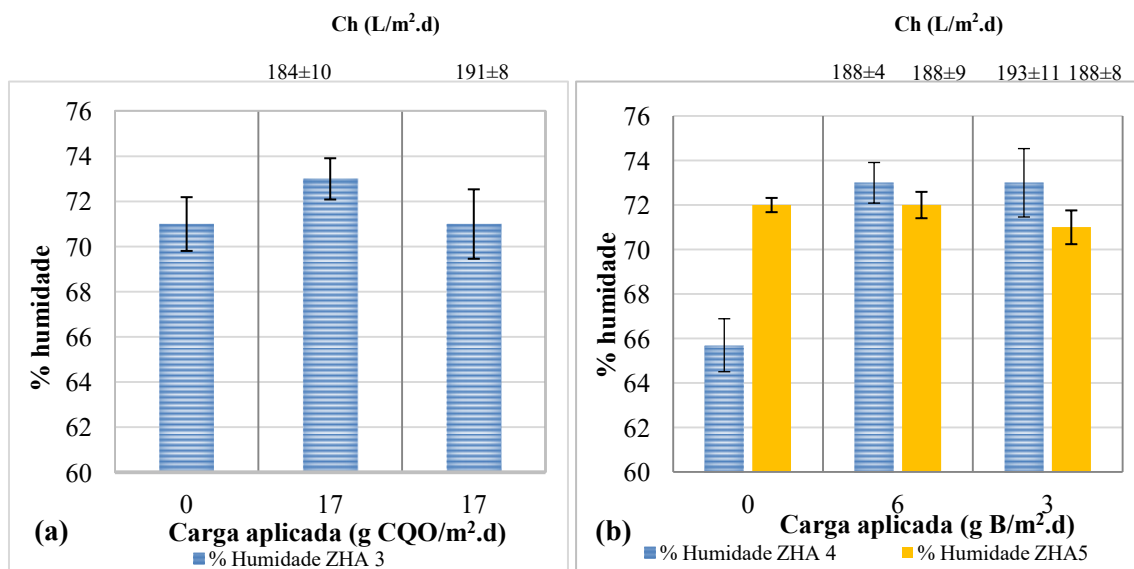 Ch (L/m².d)
184±10 191±8
76
74
72
70
68
66
64
62
60
% humidade
0 17 17
(a) Carga aplicada (g CQO/m².d)
% Humidade ZHA 3
Ch (L/m².d)
188±4 188±9 193±11 188±8
76
74
72
70
68
66
64
62
60
% humidade
0 6 3
(b) Carga aplicada (g B/m².d)
% Humidade ZHA 4 % Humidade ZHA5